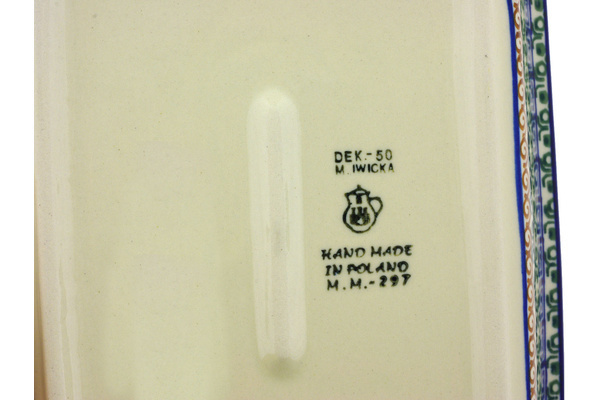 DEK.-50
M. IWICKA
HAND MADE
IN POLAND
M.M.-297